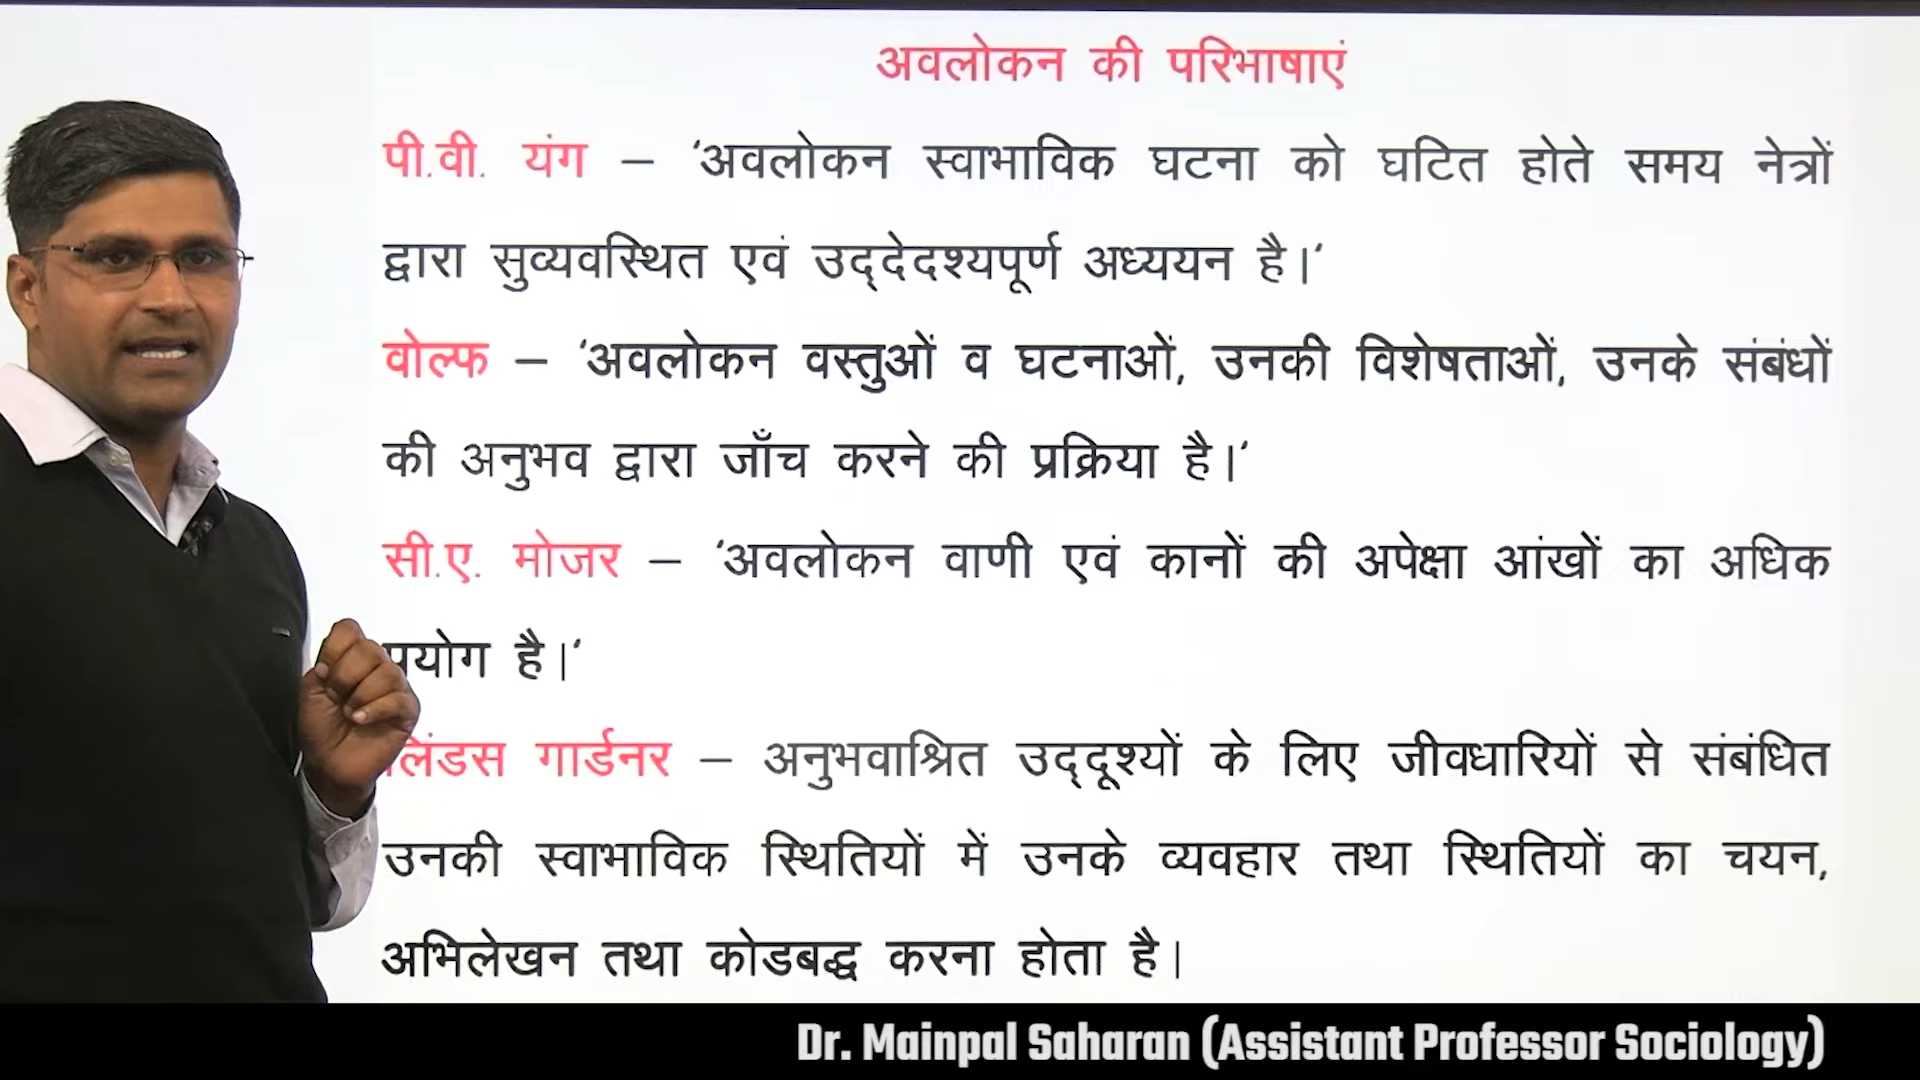 अवलोकन की परिभाषाएं
पी.वी. यंग – ‘अवलोकन स्वाभाविक घटना को घटित होते समय नेत्रों
द्वारा सुव्यवस्थित एवं उद्देदश्यपूर्ण अध्ययन है।‘
वोल्फ – ‘अवलोकन वस्तुओं व घटनाओं, उनकी विशेषताओं, उनके संबंधों
की अनुभव द्वारा जाँच करने की प्रक्रिया है।‘
सी.ए. मोजर – ‘अवलोकन वाणी एवं कानों की अपेक्षा आंखों का अधिक
है।‘
लिंडस गार्डनर – अनुभवाश्रित उद्दूश्यों के लिए जीवधारियों से संबंधित
उनकी स्वाभाविक स्थितियों में उनके व्यवहार तथा स्थितियों का चयन,
अभिलेखन तथा कोडबद्ध करना होता है।
Dr. Mainpal Saharan (Assistant Professor Sociology)